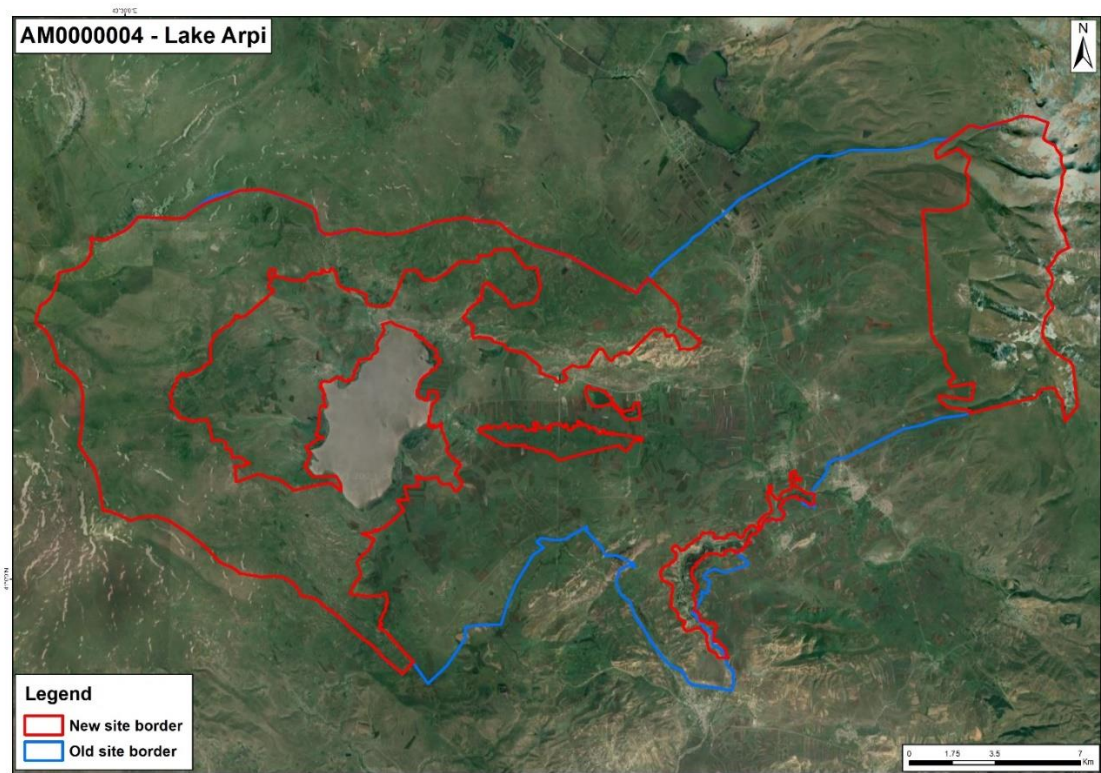 AM0000004 - Lake Arpi
N
Legend
New site border
Old site border
0 1.75 3.5 7
Km